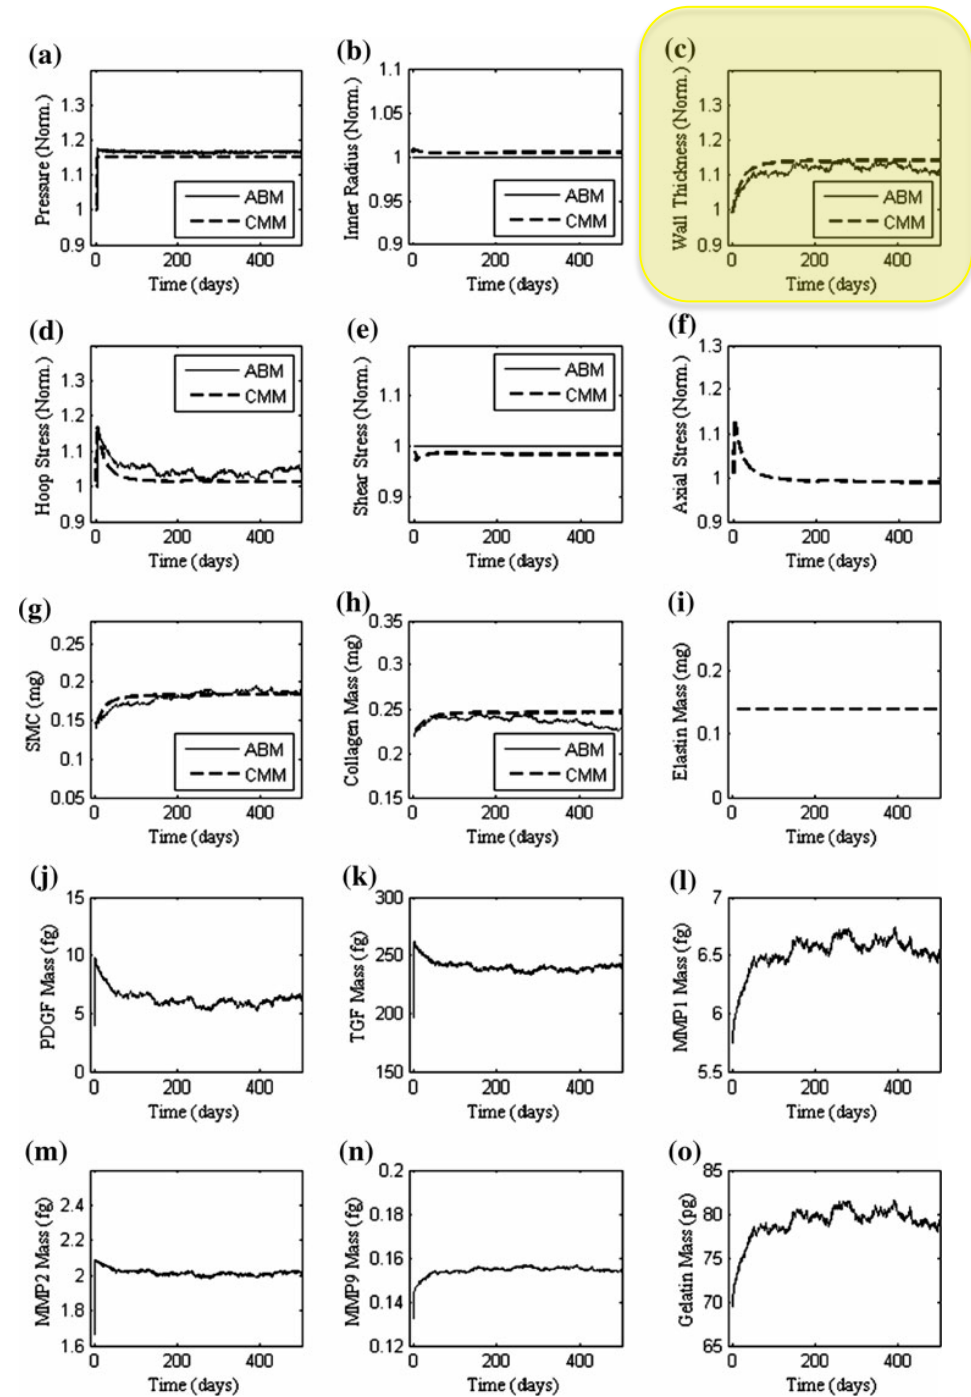 (a)
Pressure (Norm.)
1.3
1.2
1.1
1
0.9
ABM
CMM
0
200
400
Time (days)
(b)
Inner Radius (Norm.)
1.1
1.05
1
0.95
0.9
ABM
CMM
0
200
400
Time (days)
(c)
Wall Thickness (Norm.)
1.3
1.2
1.1
1
0.9
ABM
CMM
0
200
400
Time (days)
(d)
Hoop Stress (Norm.)
1.3
1.2
1.1
1
0.9
ABM
CMM
0
200
400
Time (days)
(e)
Shear Stress (Norm.)
1.1
1
0.9
ABM
CMM
0
200
400
Time (days)
(f)
Axial Stress (Norm.)
1.3
1.2
1.1
1
0.9
0
200
400
Time (days)
(g)
SMC (mg)
0.25
0.2
0.15
0.1
0.05
ABM
CMM
0
200
400
Time (days)
(h)
Collagen Mass (mg)
0.35
0.3
0.25
0.2
0.15
ABM
CMM
0
200
400
Time (days)
(i)
Elastin Mass (mg)
0.2
0.1
0
0
200
400
Time (days)
(j)
PDGF Mass (fg)
15
10
5
0
0
200
400
Time (days)
(k)
TGF Mass (fg)
300
250
200
150
0
200
400
Time (days)
(l)
MMP1 Mass (fg)
7
6.5
6
5.5
0
200
400
Time (days)
(m)
MMP2 Mass (fg)
2.4
2.2
2
1.8
1.6
0
200
400
Time (days)
(n)
MMP9 Mass (fg)
0.2
0.18
0.16
0.14
0.12
0
200
400
Time (days)
(o)
Gelatin Mass (pg)
85
80
75
70
65
0
200
400
Time (days)